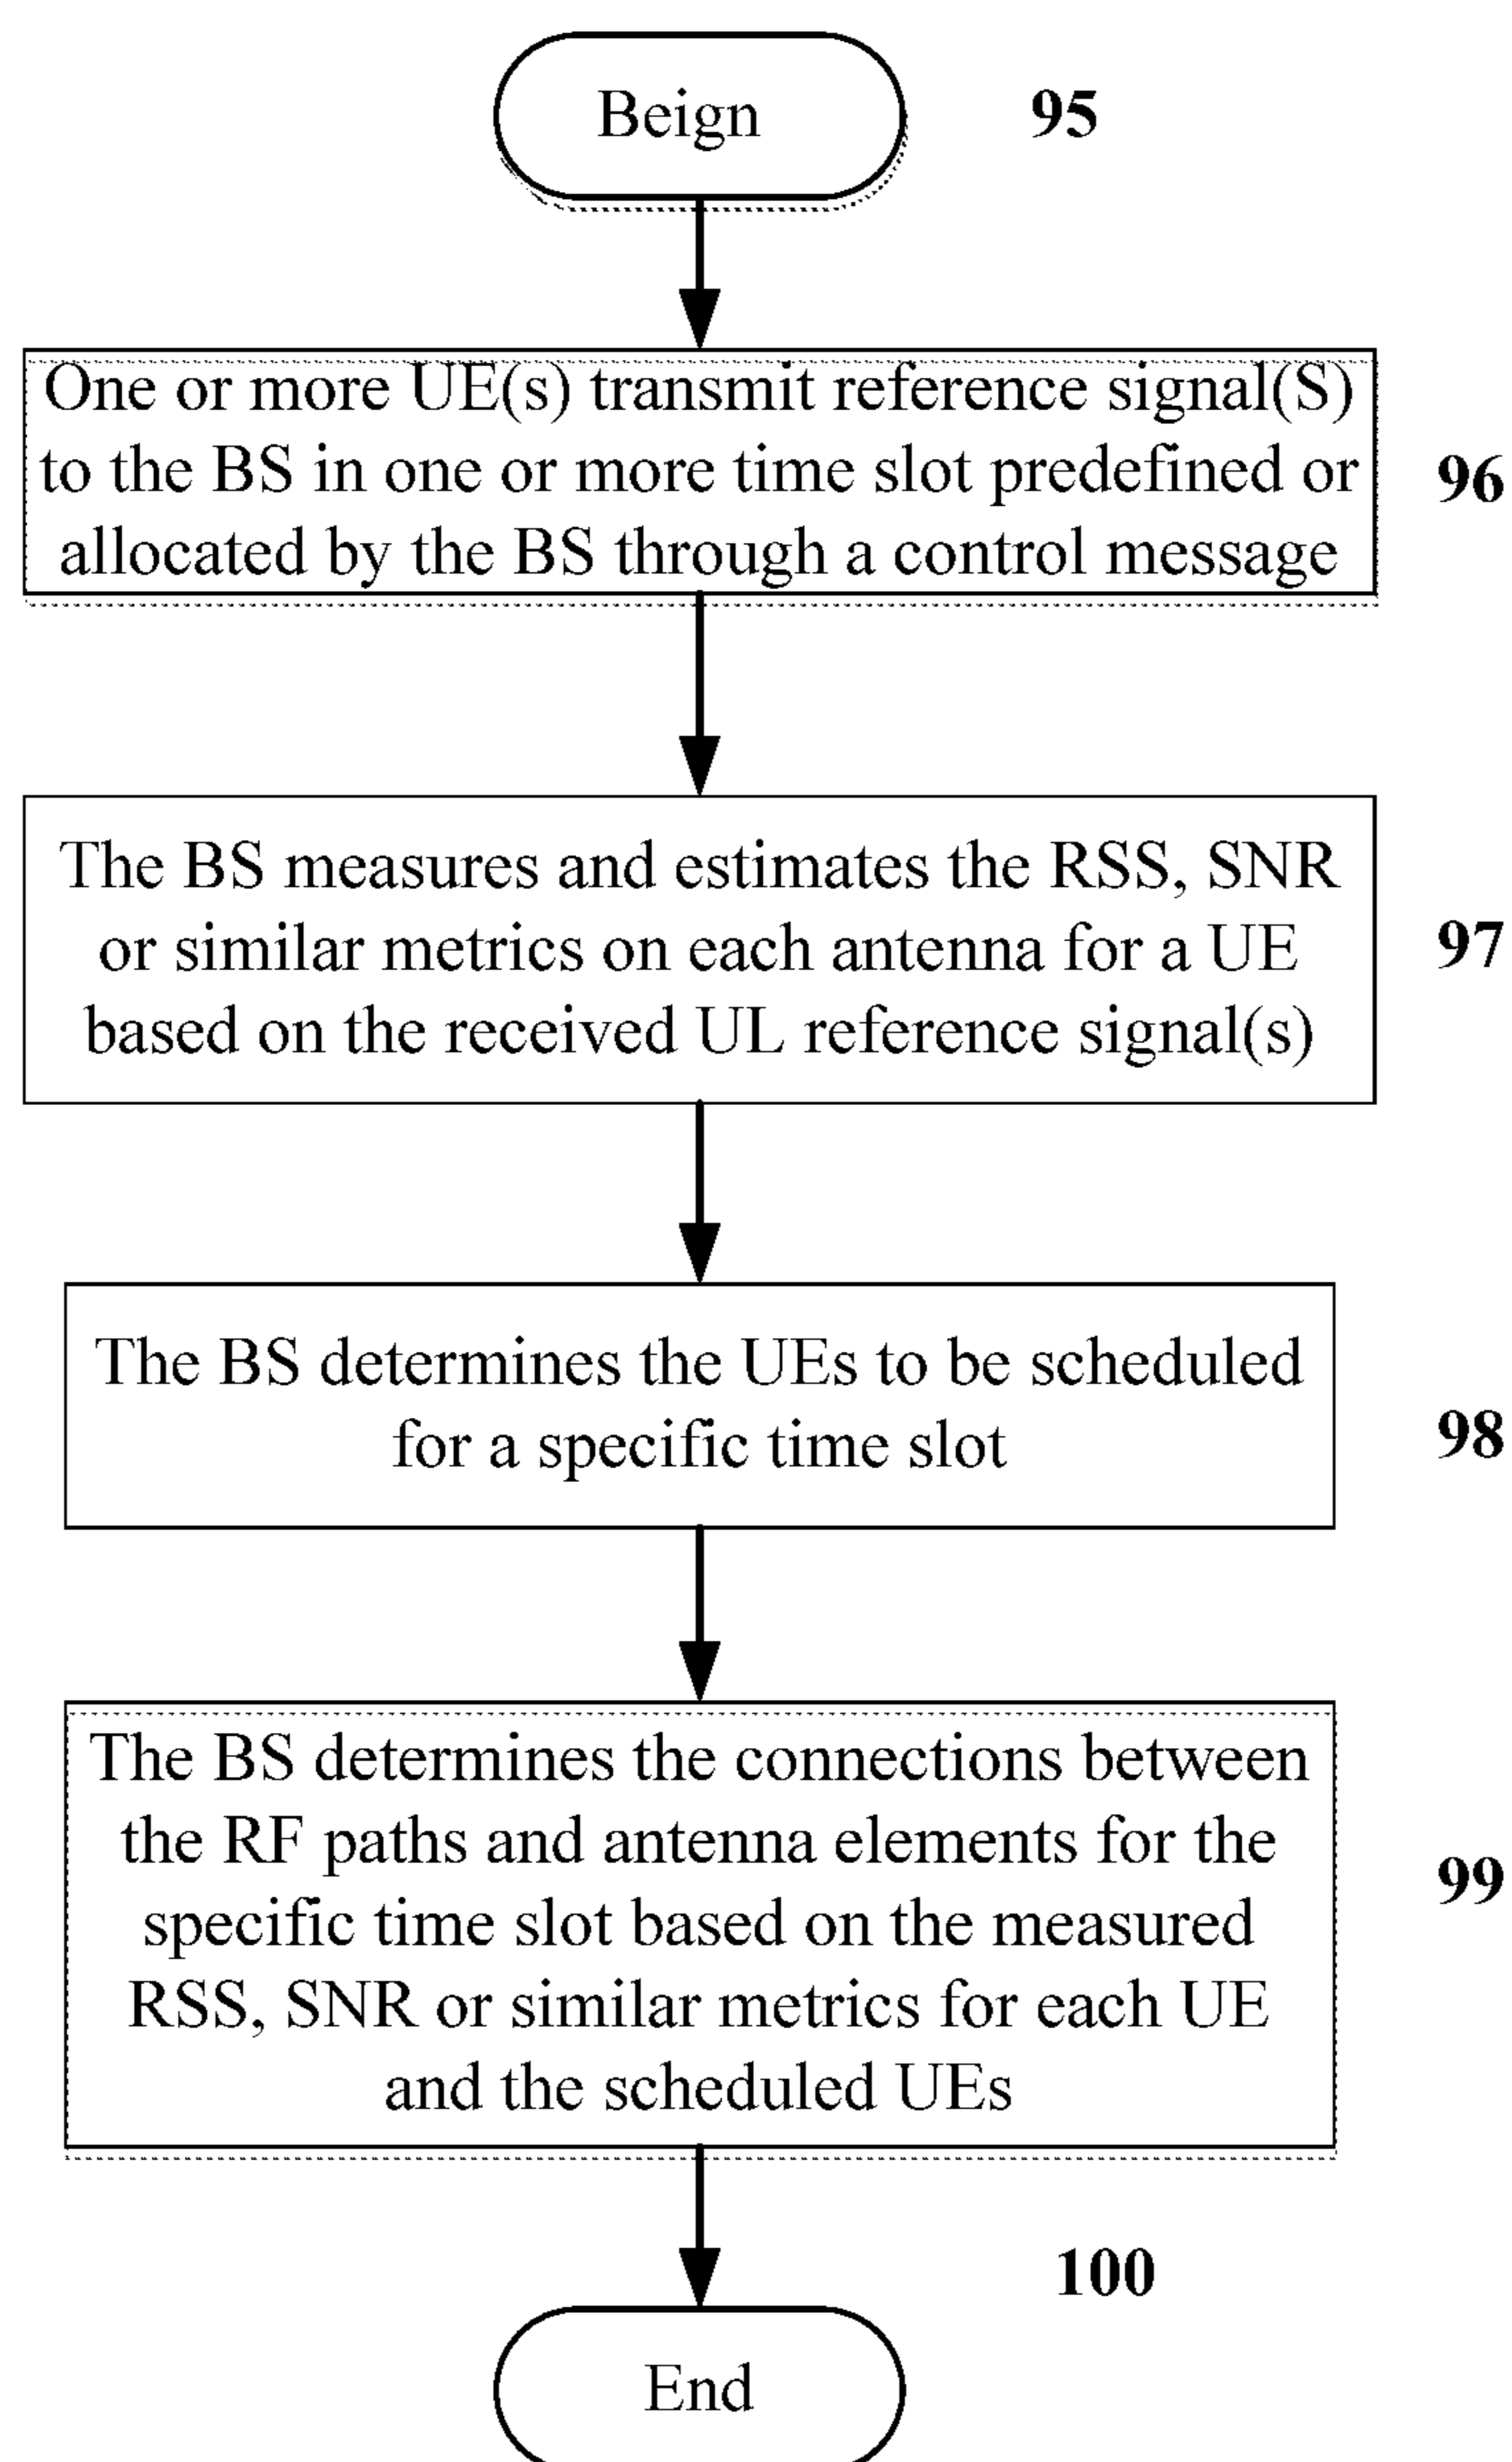 Beign
95
One or more UE(s) transmit reference signal(S)
to the BS in one or more time slot predefined or
allocated by the BS through a control message
96
The BS measures and estimates the RSS, SNR
or similar metrics on each antenna for a UE
based on the received UL reference signal(s)
97
The BS determines the UEs to be scheduled
for a specific time slot
98
The BS determines the connections between
the RF paths and antenna elements for the
specific time slot based on the measured
RSS, SNR or similar metrics for each UE
and the scheduled UEs
99
100
End